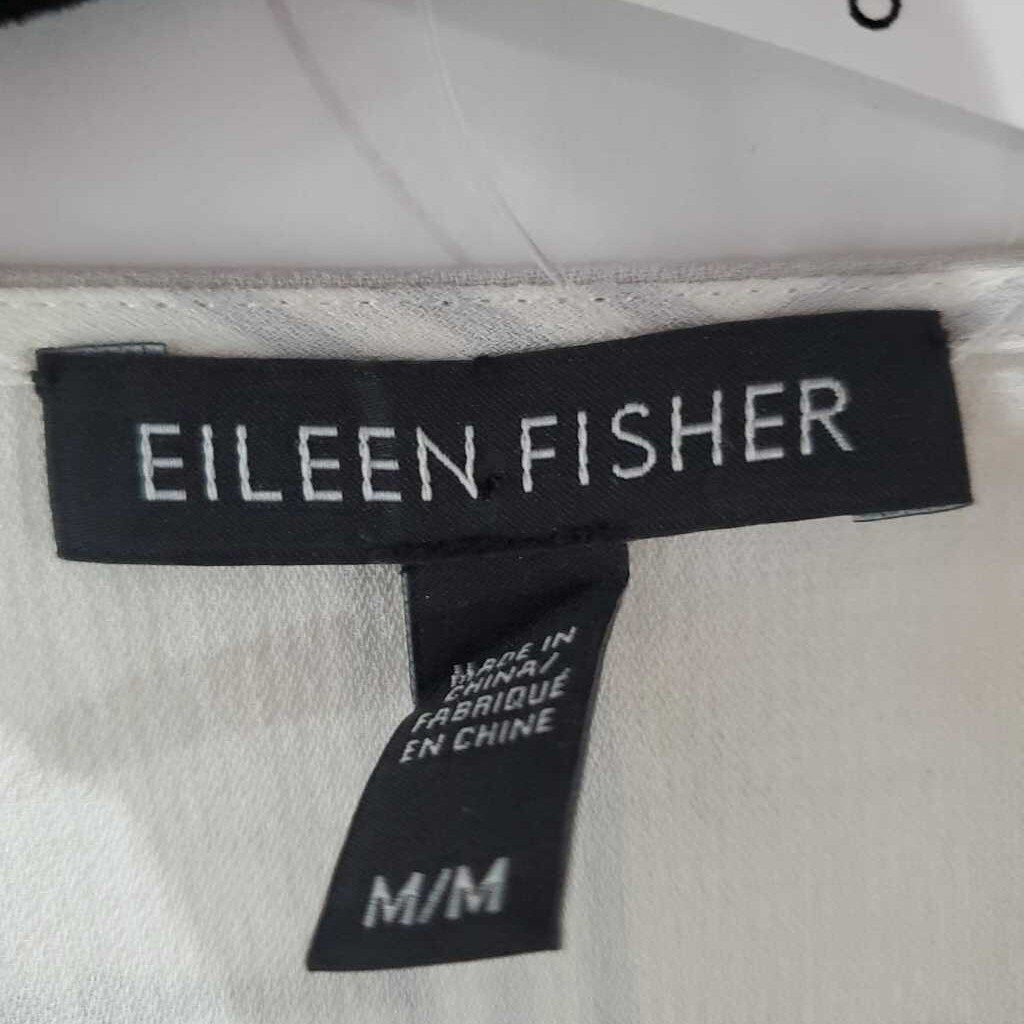 EILEEN FISHER
MADE IN
CHINA/
FABRIQUÉ
EN CHINE
M/M